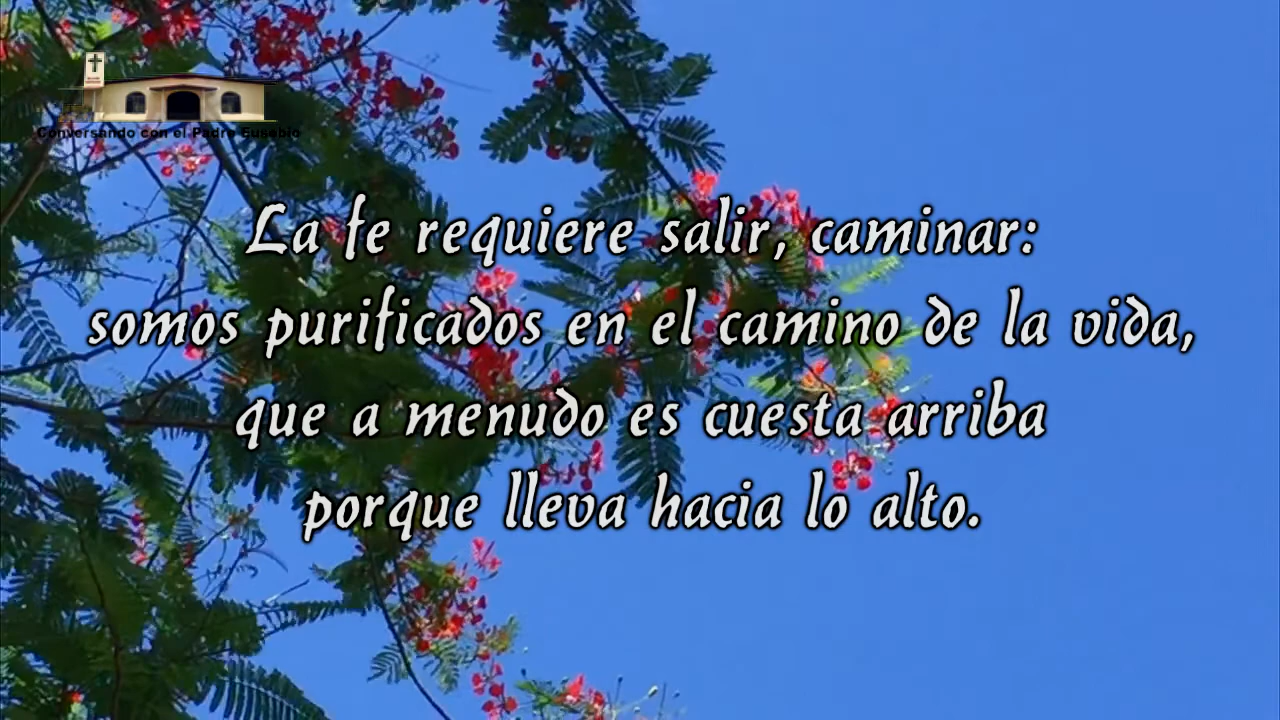 Conversando con el Padre Eusebio
La fe requiere salir, caminar:
somos purificados en el camino de la vida,
que a menudo es cuesta arriba
porque lleva hacia lo alto.